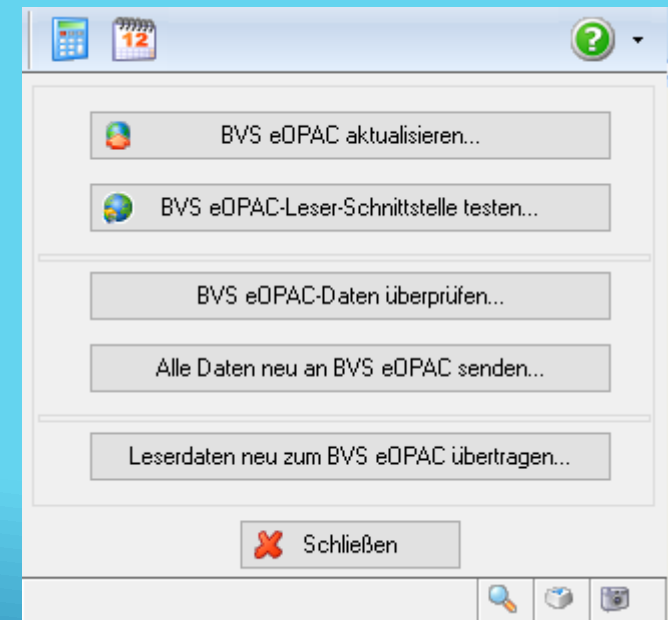 12
BVS eOPAC aktualisieren...
BVS eOPAC-Leser-Schnittstelle testen...
BVS eOPAC-Daten überprüfen...
Alle Daten neu an BVS eOPAC senden...
Leserdaten neu zum BVS eOPAC übertragen...
Schließen